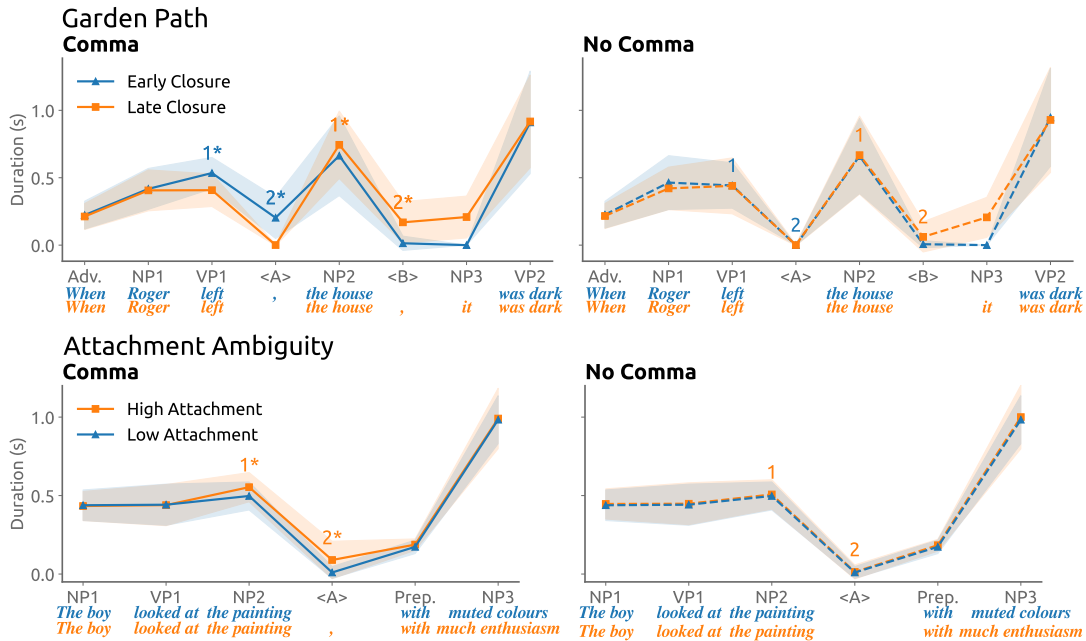 Garden Path
Comma
No Comma
Early Closure
Late Closure
Duration (s)
1.0
0.5
0.0
1*
2*
1*
2*
1
2
1
2
Adv. NP1 VP1 <A> NP2 <B> NP3 VP2
When Roger left , the house was dark
When Roger left the house , it was dark
Adv. NP1 VP1 <A> NP2 <B> NP3 VP2
When Roger left the house was dark
When Roger left the house it was dark
Attachment Ambiguity
Comma
No Comma
High Attachment
Low Attachment
Duration (s)
1.0
0.5
0.0
1*
2*
1
2
NP1 VP1 NP2 <A> Prep. NP3
The boy looked at the painting with muted colours
The boy looked at the painting , with much enthusiasm
NP1 VP1 NP2 <A> Prep. NP3
The boy looked at the painting with muted colours
The boy looked at the painting with much enthusiasm